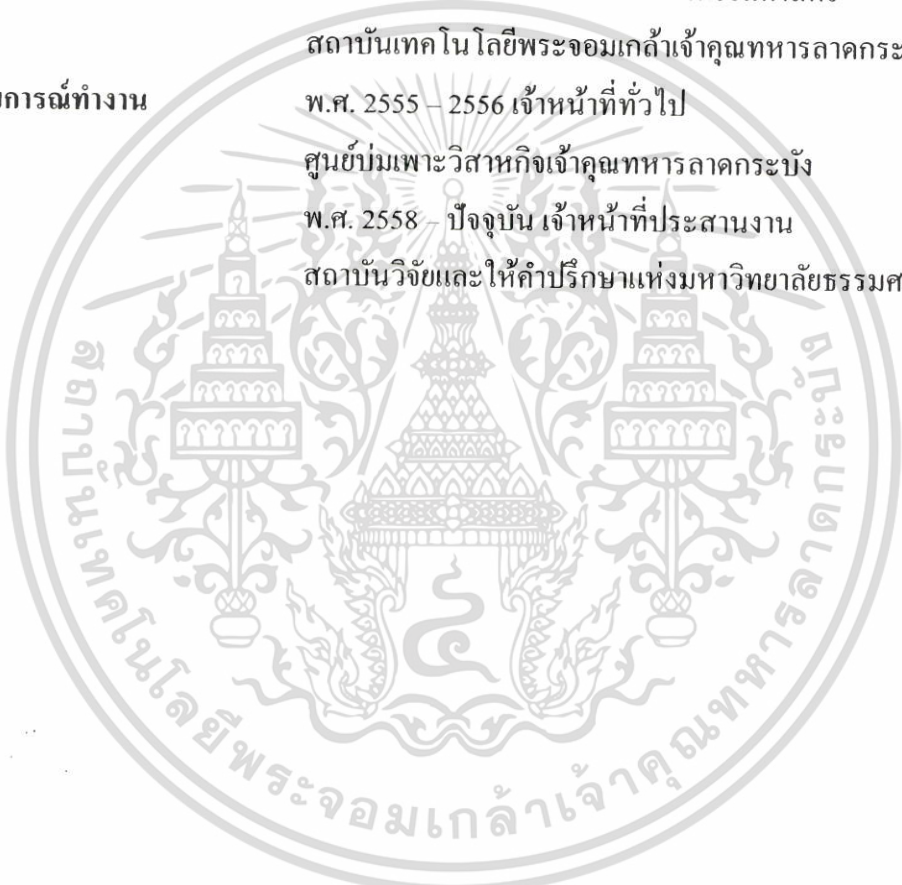 สถาบันเทคโนโลยีพระจอมเกล้าเจ้าคุณทหารลาดกระ
การณ์ทำงาน พ.ศ. 2555 – 2556 เจ้าหน้าที่ทั่วไป
ศูนย์บ่มเพาะวิสาหกิจเจ้าคุณทหารลาดกระบัง
พ.ศ. 2558 – ปัจจุบัน เจ้าหน้าที่ประสานงาน
สถาบันวิจัยและให้คำปรึกษาแห่งมหาวิทยาลัยธรรมศ
สถาบันเทคโนโลยีพระจอมเกล้าเจ้าคุณทหารลาดกระบัง